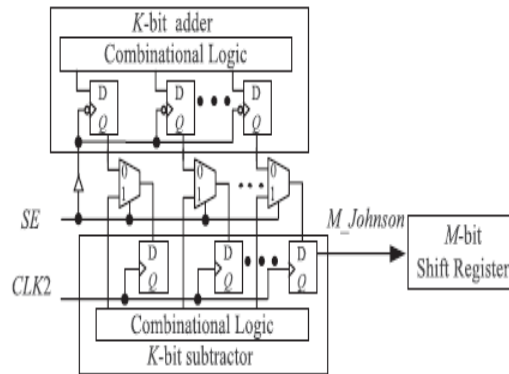 K-bit adder
Combinational Logic
D
D
D
Q
Q
Q
0
1
0
1
0
1
SE
M_Johnson
M-bit
Shift Register
D
D
D
Q
Q
Q
CLK2
Combinational Logic
K-bit subtractor